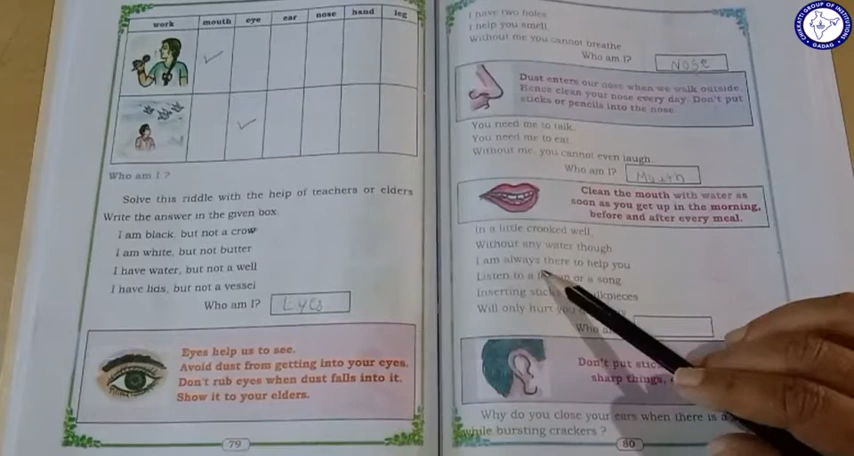 work mouth eye ear nose hand leg
Who am I ?
Solve this riddle with the help of teachers or elders
Write the answer in the given box.
I am black, but not a crow
I am white, but not butter
I have water, but not a well
I have lids, but not a vessel
Who am I? Eyes
Eyes help us to see.
Avoid dust from getting into your eyes.
Don't rub eyes when dust falls into it.
Show it to your elders.
79
I have two holes
I help you smell
Without me you cannot breathe
Who am I? Nose
Dust enters our nose when we walk outside.
Hence clean your nose every day. Don't put
sticks or pencils into the nose
You need me to talk.
You need me to eat
Without me, you cannot even laugh
Who am I? Mouth
Clean the mouth with water as
soon as you get up in the morning,
before and after every meal.
In a little crooked well
Without any water though
I am always there to help you
Listen to a or a song
Inserting sticks
Will only hurt you
Who
Don't put
sharp things,
Why do you close your ears when there is
while bursting crackers ?
80
CHIKKATTI GROUP OF INSTITUTIONS
GADAG